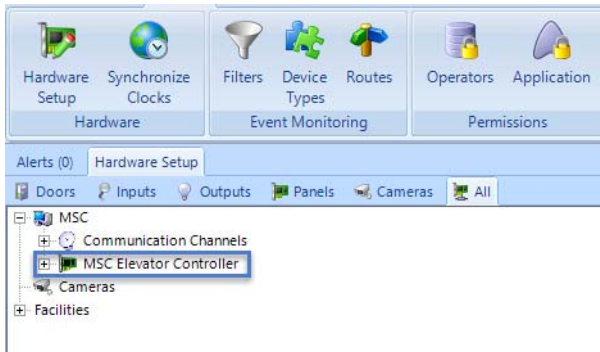 Hardware Setup
Synchronize Clocks
Filters
Device Types
Routes
Operators
Application
Hardware
Event Monitoring
Permissions
Alerts (0)
Hardware Setup
Doors
Inputs
Outputs
Panels
Cameras
All
MSC
Communication Channels
MSC Elevator Controller
Cameras
Facilities